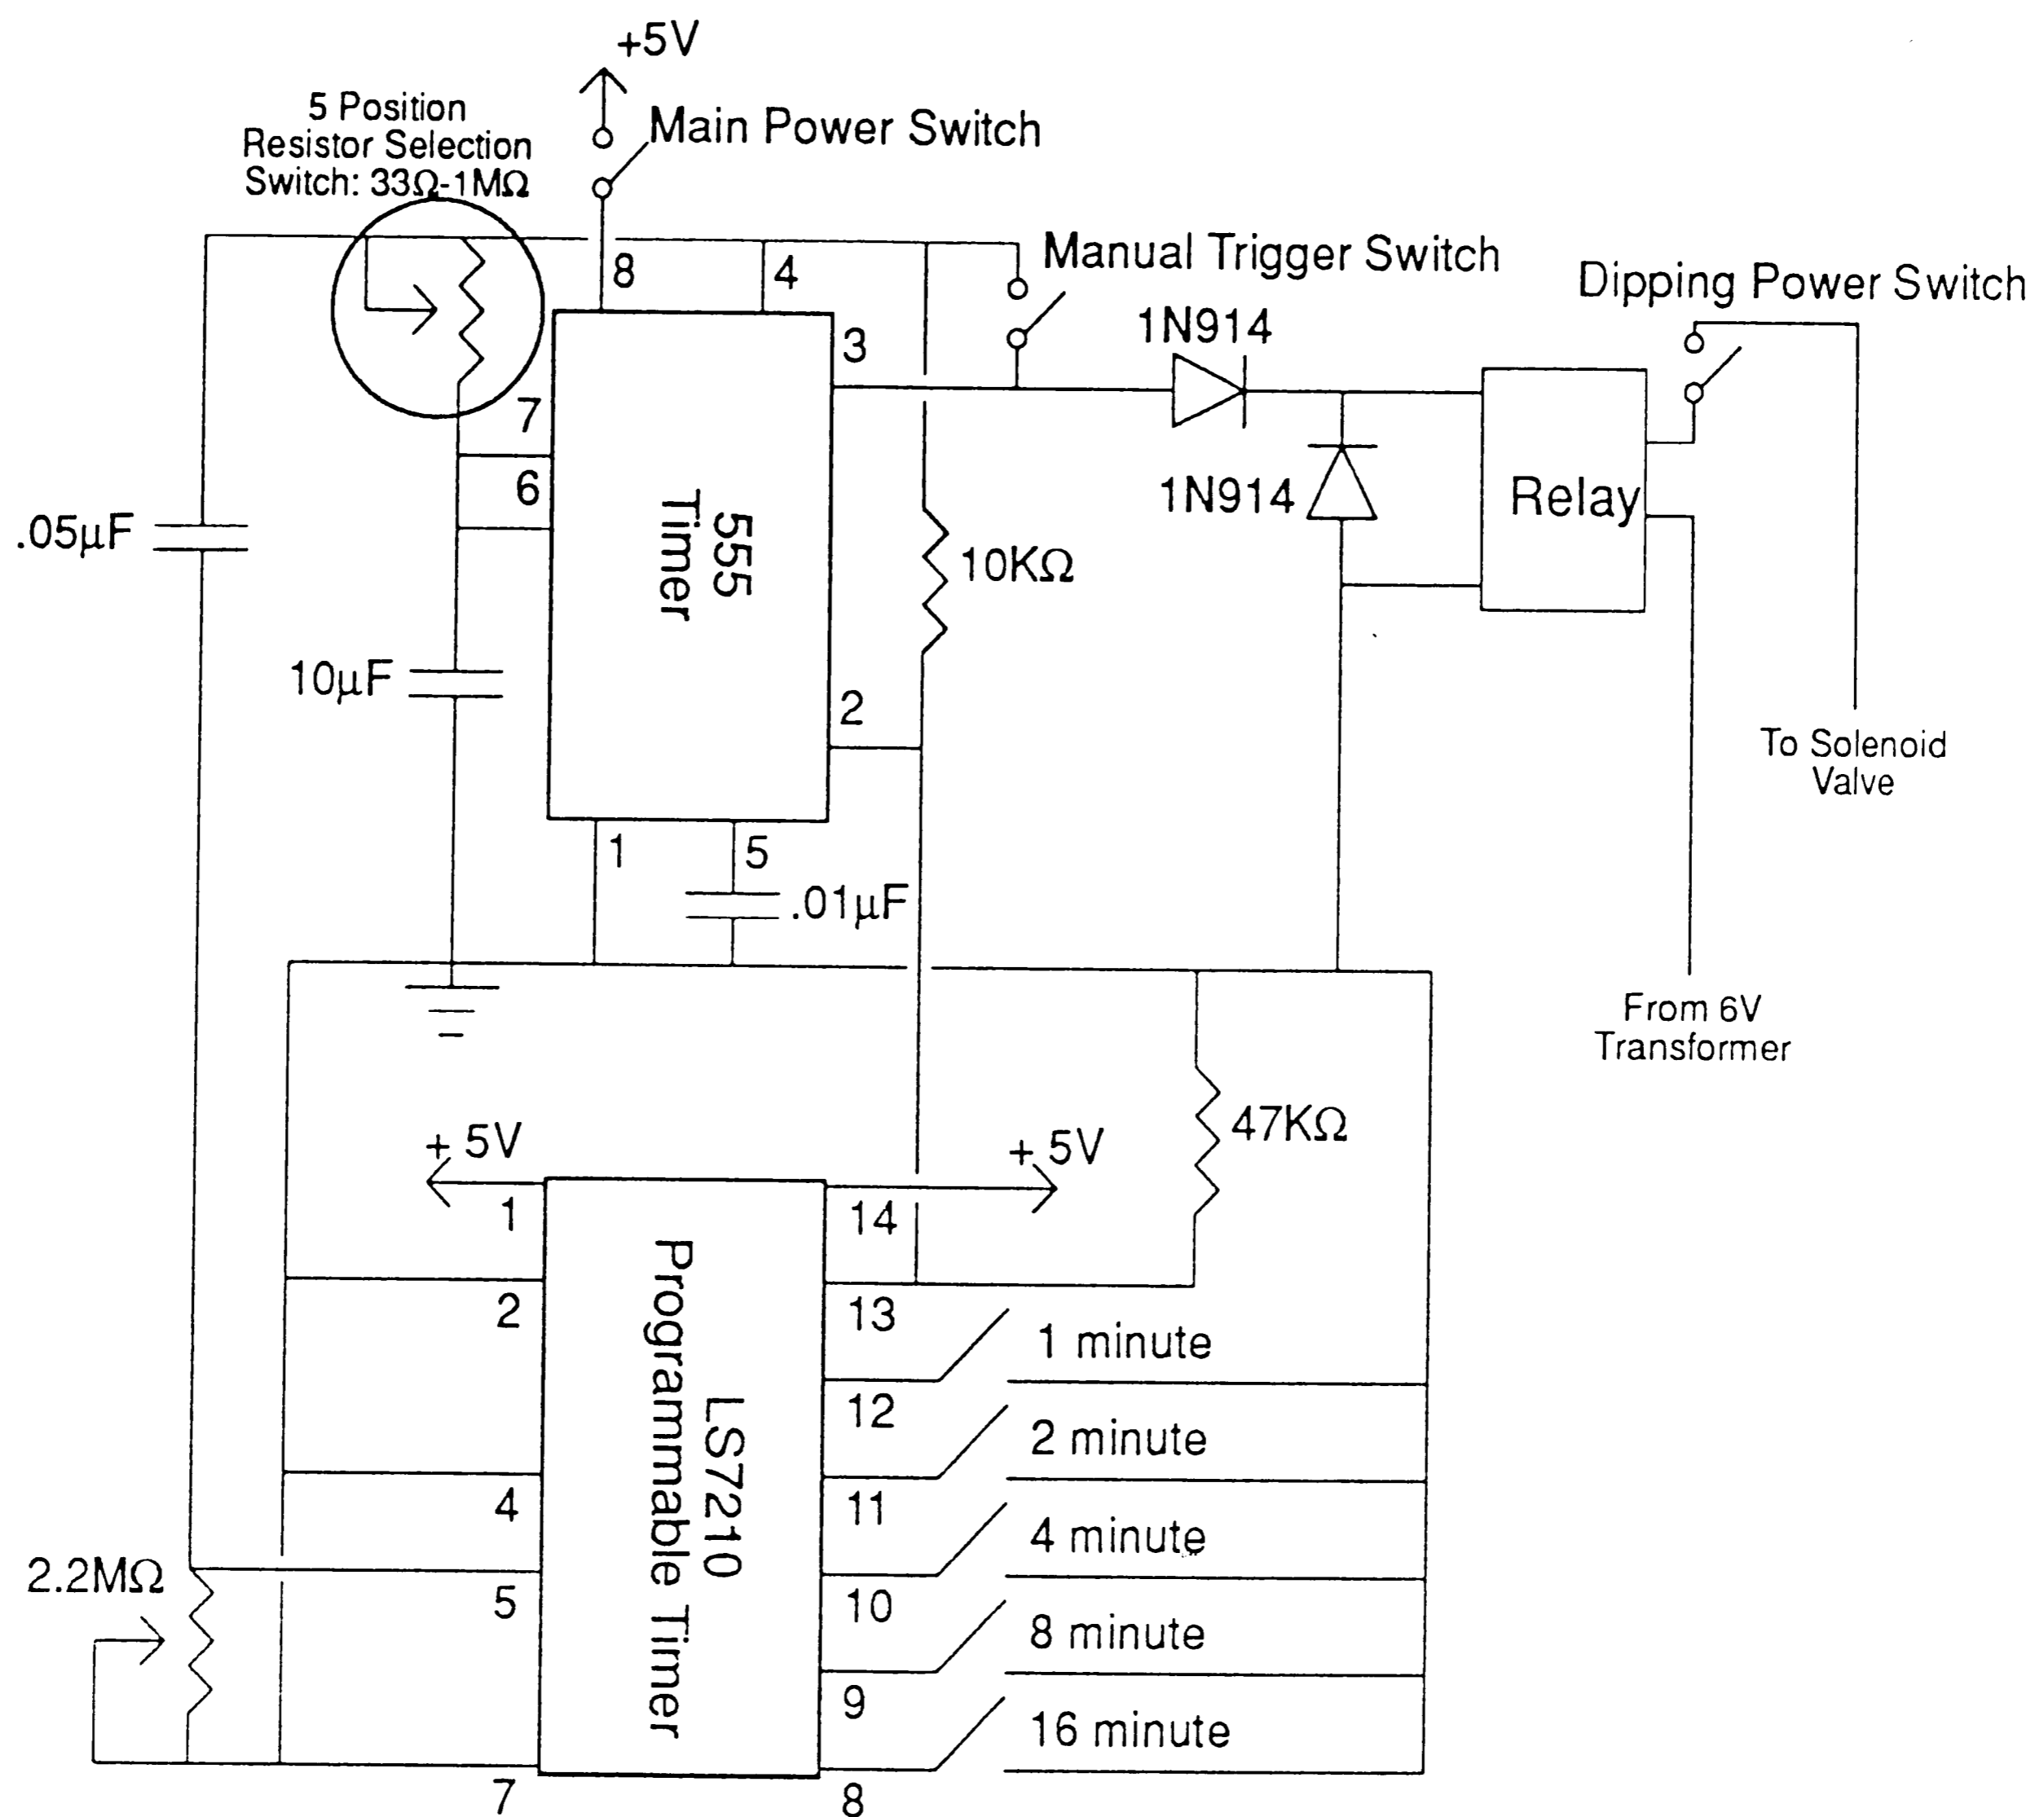 +5V
5 Position
Resistor Selection
Switch: 33Ω-1MΩ
Main Power Switch
Manual Trigger Switch
Dipping Power Switch
8
4
3
1N914
7
6
555
Timer
.05µF
10KΩ
1N914
Relay
10µF
2
To Solenoid
Valve
1
5
.01µF
From 6V
Transformer
+ 5V
+ 5V
47KΩ
1
14
2
13
1 minute
12
2 minute
LS7210
Programmable Timer
4
11
4 minute
2.2MΩ
5
10
8 minute
9
16 minute
7
8